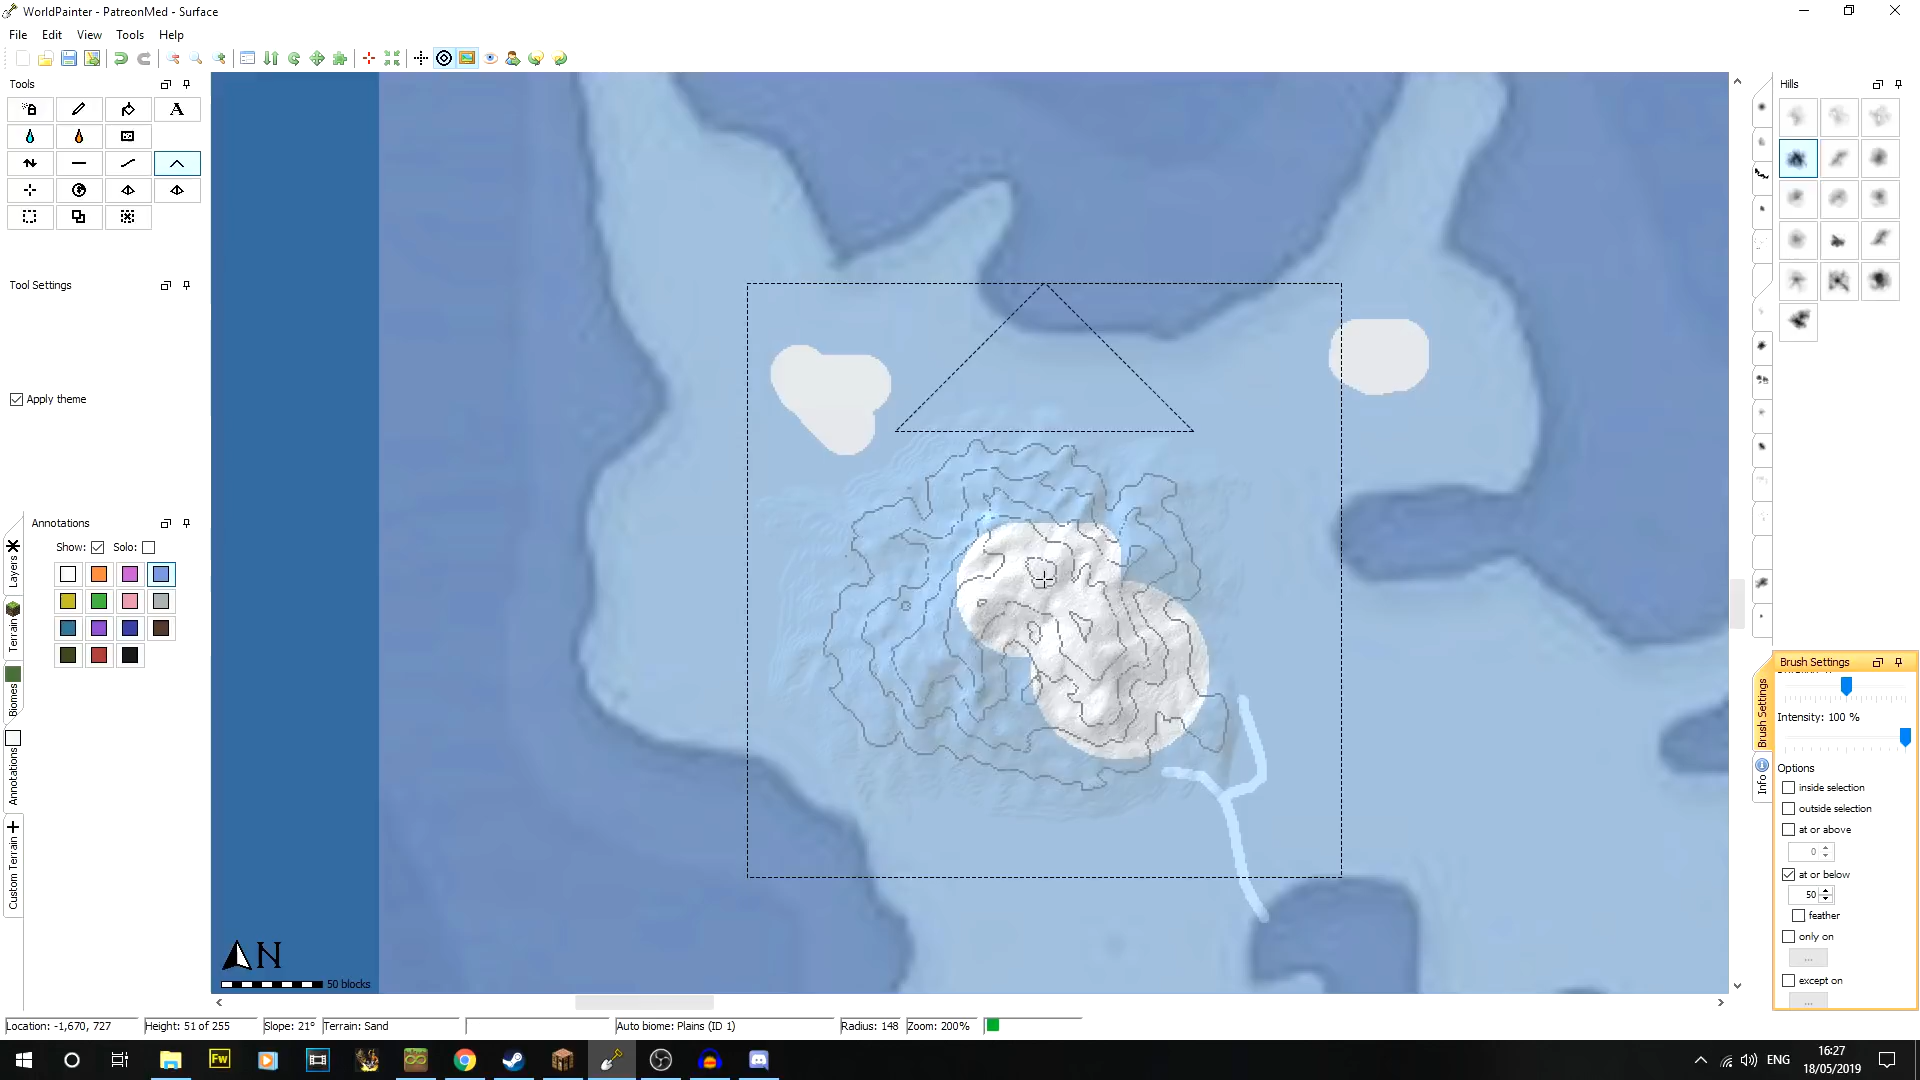 WorldPainter - PatreonMed - Surface
File Edit View Tools Help
Tools
A
Tool Settings
Apply theme
Annotations
Show: Solo:
Layers
Terrain
Biomes
Annotations
Custom Terrain
N
50 blocks
Hills
Brush Settings
Brush Settings
Info
Intensity: 100 %
Options
inside selection
outside selection
at or above
0
at or below
50
feather
only on
...
except on
...
Location: -1,670, 727 Height: 51 of 255 Slope: 21° Terrain: Sand Auto biome: Plains (ID 1) Radius: 148 Zoom: 200%
Fw
ENG
16:27
18/05/2019